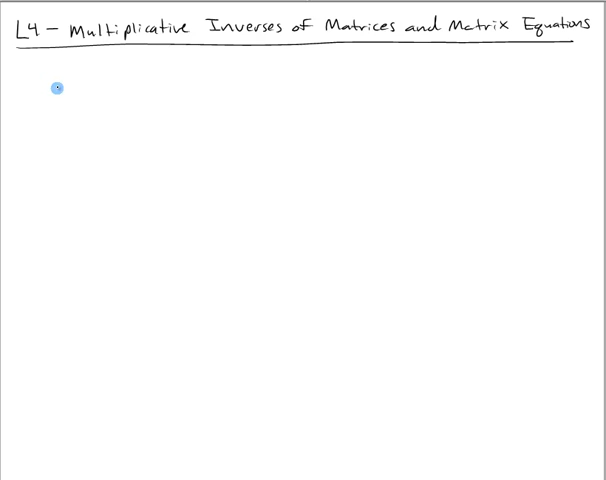 L4 - Multiplicative Inverses of Matrices and Matrix Equations